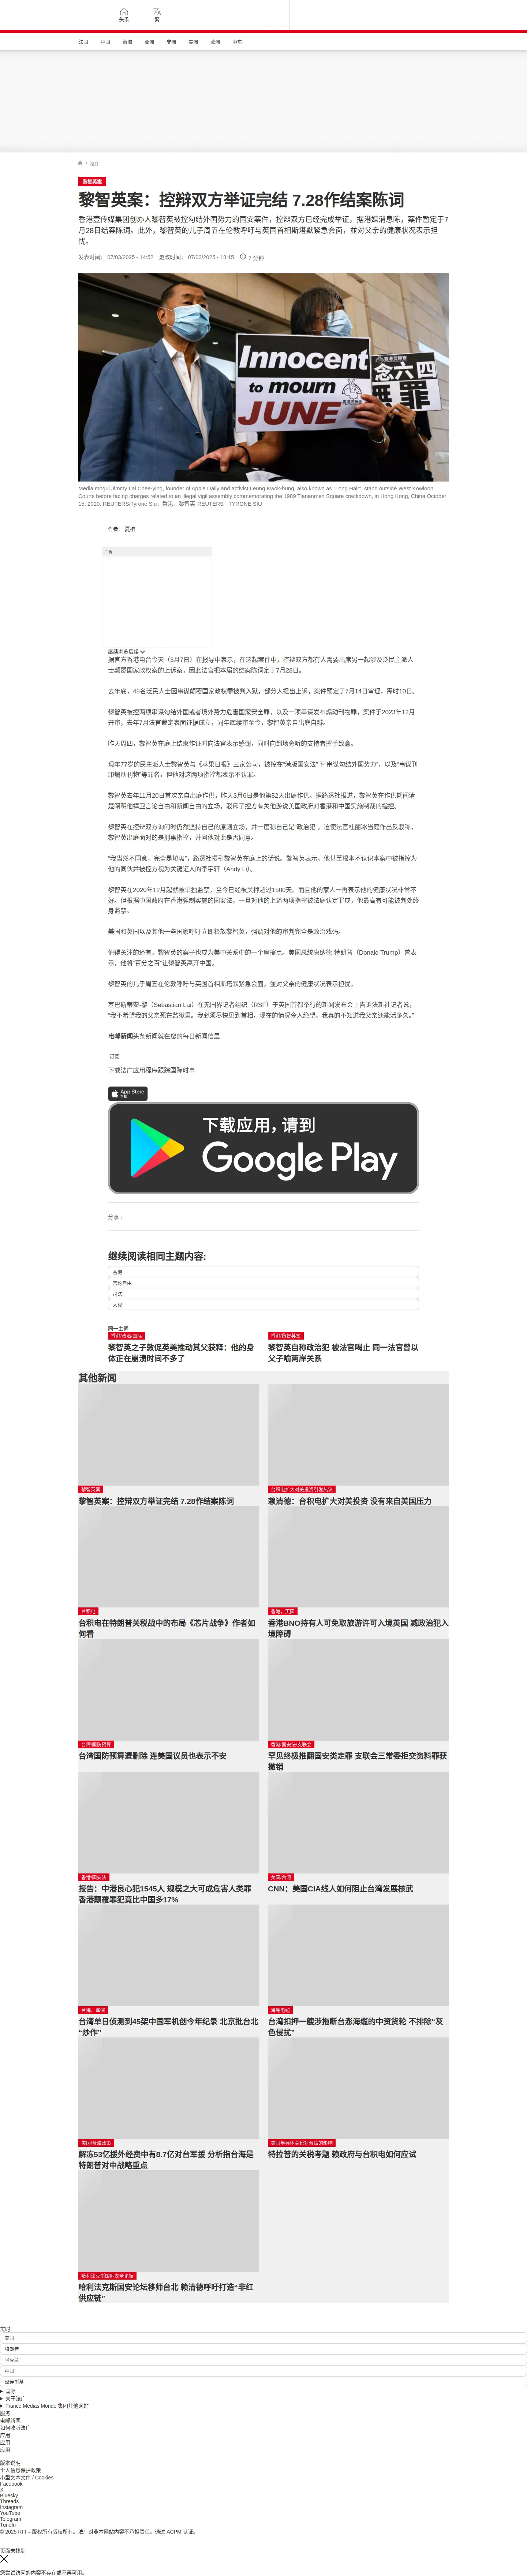 头条
繁
法国
中国
台海
亚洲
非洲
美洲
欧洲
中东
/ 港台
黎智英案
黎智英案：控辩双方举证完结 7.28作结案陈词
香港壹传媒集团创办人黎智英被控勾结外国势力的国安案件，控辩双方已经完成举证，据港媒消息陈，案件暂定于7
月28日结案陈词。此外，黎智英的儿子周五在伦敦呼吁与英国首相斯塔默紧急会面，并对父亲的健康状况表示担
忧。
发表时间： 07/03/2025 - 14:52 更改时间： 07/03/2025 - 18:15 7 分钟
Innocent
to mourn
JUNE
念六四
無罪
Media mogul Jimmy Lai Chee-ying, founder of Apple Daily and activist Leung Kwok-hung, also known as "Long Hair", stand outside West Kowloon
Courts before facing charges related to an illegal vigil assembly commemorating the 1989 Tiananmen Square crackdown, in Hong Kong, China October
15, 2020. REUTERS/Tyrone Siu，香港，黎智英 REUTERS - TYRONE SIU
作者： 夏榕
广告
继续浏览后续
据官方香港电台今天（3月7日）在报导中表示，在这起案件中，控辩双方都有人需要出席另一起涉及泛民主派人
士颠覆国家政权案的上诉案，因此法官把本届的结案陈词定于7月28日。
去年底，45名泛民人士因串谋颠覆国家政权罪被判入狱，部分人提出上诉，案件预定于7月14日审理，需时10日。
黎智英被控两项串谋勾结外国或者境外势力危害国家安全罪，以及一项串谋发布煽动刊物罪，案件于2023年12月
开审，去年7月法官裁定表面证据成立，同年底续审至今，黎智英亲自出庭自辩。
昨天周四，黎智英在庭上结束作证时向法官表示感谢，同时向到场旁听的支持者挥手致意。
现年77岁的民主派人士黎智英与《苹果日报》三家公司，被控在“港版国安法”下“串谋勾结外国势力”，以及“串谋刊
印煽动刊物”等罪名，但他对这两项指控都表示不认罪。
黎智英去年11月20日首次亲自出庭作供，昨天3月6日是他第52天出庭作供。据路透社报道，黎智英在作供期间清
楚阐明他捍卫言论自由和新闻自由的立场，驳斥了控方有关他游说美国政府对香港和中国实施制裁的指控。
黎智英在控辩双方询问时仍然坚持自己的原则立场，并一度称自己是“政治犯”，迫使法官杜丽冰当庭作出反驳称，
黎智英出庭面对的是刑事指控，并问他对此是否同意。
“我当然不同意，完全是垃圾”，路透社援引黎智英在庭上的话说。黎智英表示，他甚至根本不认识本案中被指控为
他的同伙并被控方视为关键证人的李宇轩（Andy Li）。
黎智英在2020年12月起就被单独监禁，至今已经被关押超过1500天。而且他的家人一再表示他的健康状况非常不
好。但根据中国政府在香港强制实施的国安法，一旦对他的上述两项指控被法庭认定罪成，他最高有可能被判处终
身监禁。
美国和英国以及其他一些国家呼吁立即释放黎智英，强调对他的审判完全是政治戏码。
值得关注的还有，黎智英的案子也成为美中关系中的一个摩擦点。美国总统唐纳德·特朗普（Donald Trump）曾表
示，他将“百分之百”让黎智英离开中国。
黎智英的儿子周五在伦敦呼吁与英国首相斯塔默紧急会面，并对父亲的健康状况表示担忧。
塞巴斯蒂安·黎（Sebastian Lai）在无国界记者组织（RSF）于英国首都举行的新闻发布会上告诉法新社记者说，
“我不希望我的父亲死在监狱里。我必须尽快见到首相，现在的情况令人绝望。我真的不知道我父亲还能活多久。”
电邮新闻头条新闻就在您的每日新闻信里
订阅
下载法广应用程序跟踪国际时事
App Store
下载
下载应用，请到
Google Play
分享 :
继续阅读相同主题内容:
香港
言论自由
司法
人权
同一主题
香港/政治/国际
黎智英之子敦促英美推动其父获释：他的身
体正在崩溃时间不多了
香港/黎智英案
黎智英自称政治犯 被法官喝止 同一法官曾以
父子喻两岸关系
其他新闻
黎智英案
黎智英案：控辩双方举证完结 7.28作结案陈词
台积电扩大对美投资引发热议
赖清德：台积电扩大对美投资 没有来自美国压力
台积电
台积电在特朗普关税战中的布局《芯片战争》作者如
何看
香港，英国
香港BNO持有人可免取旅游许可入境英国 减政治犯入
境障碍
台湾/国防预算
台湾国防预算遭删除 连美国议员也表示不安
香港/国安法/支联会
罕见终极推翻国安类定罪 支联会三常委拒交资料罪获
撤销
香港/国安法
报告：中港良心犯1545人 规模之大可成危害人类罪
香港颠覆罪犯竟比中国多17%
美国/台湾
CNN：美国CIA线人如何阻止台湾发展核武
台海，军演
台湾单日侦测到45架中国军机创今年纪录 北京批台北
“炒作”
海底电缆
台湾扣押一艘涉拖断台澎海缆的中资货轮 不排除“灰
色侵扰”
美国/台海政策
解冻53亿援外经费中有8.7亿对台军援 分析指台海是
特朗普对中战略重点
美国半导体关税对台湾的影响
特拉普的关税考题 赖政府与台积电如何应试
哈利法克斯国际安全论坛
哈利法克斯国安论坛移师台北 赖清德呼吁打造“非红
供应链”
实时
美国
特朗普
乌克兰
中国
泽连斯基
国际
关于法广
France Médias Monde 集团其他网站
服务
电邮新闻
如何收听法广
应用
应用
应用
版本说明
个人信息保护政策
小型文本文件 / Cookies
Facebook
X
Bluesky
Threads
Instagram
YouTube
Telegram
TuneIn
© 2025 RFI – 版权所有版权所有。法广对非本网站内容不承担责任。通过 ACPM 认证。
页面未找到
您尝试访问的内容不存在或不再可用。